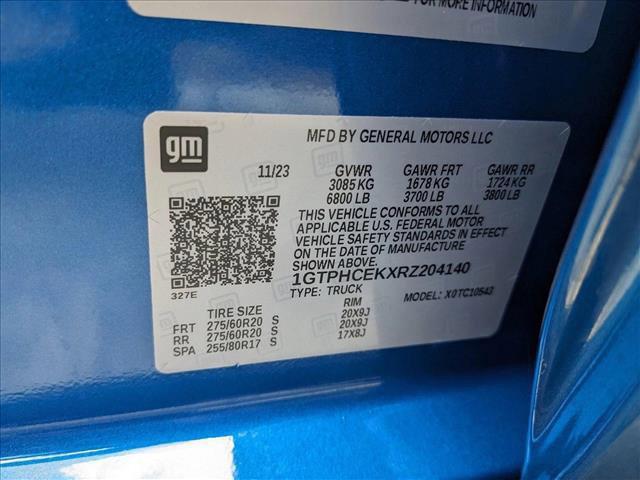 FOR MORE INFORMATION
gm
MFD BY GENERAL MOTORS LLC
11/23 GVWR GAWR FRT GAWR RR
3085 KG 1678 KG 1724 KG
6800 LB 3700 LB 3800 LB
THIS VEHICLE CONFORMS TO ALL
APPLICABLE U.S. FEDERAL MOTOR
VEHICLE SAFETY STANDARDS IN EFFECT
ON THE DATE OF MANUFACTURE
SHOWN ABOVE.
1GTPHCEKXRZ204140
327E
TYPE: TRUCK MODEL: X0TC10543
TIRE SIZE RIM
FRT 275/60R20 S 20X9J
RR 275/60R20 S 20X9J
SPA 255/80R17 S 17X8J